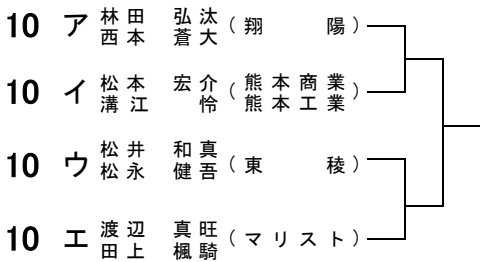 10 ア 林田 弘汰 (翔 陽)
西本 蒼大
10 イ 松本 宏介 (熊本商業
溝江 怜 熊本工業)
10 ウ 松井 和真 (東 稜)
松永 健吾
10 エ 渡辺 真旺 (マリスト)
田上 楓騎